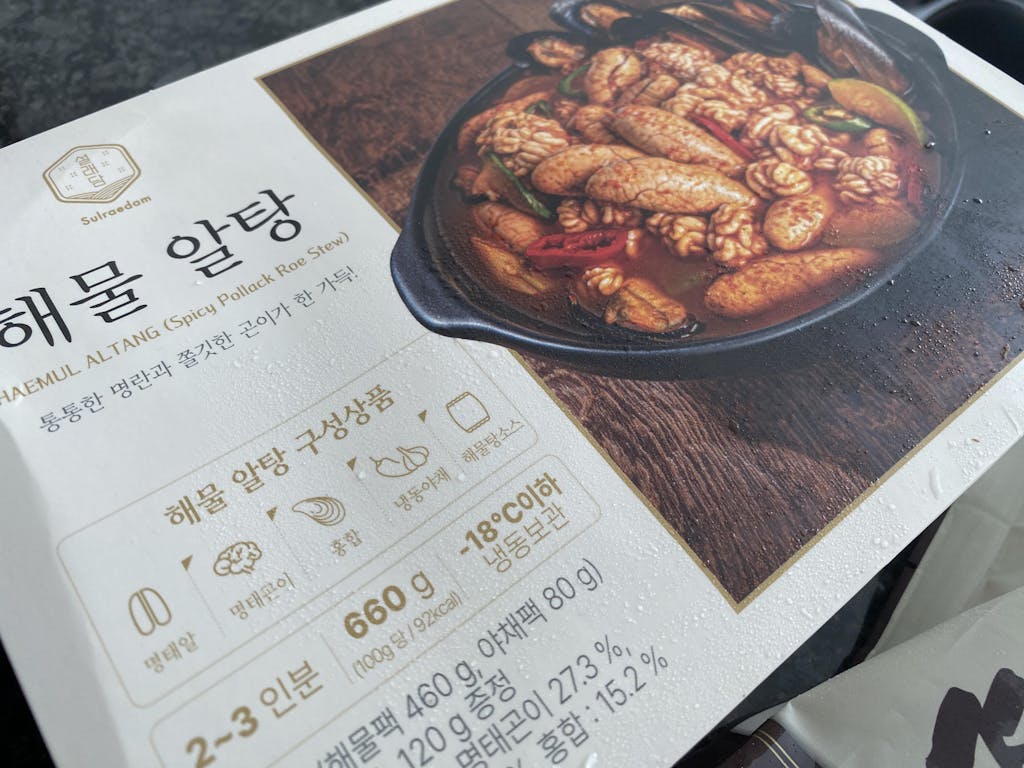 설래담
Sulraedam
해물 알탕
HAEMUL ALTANG (Spicy Pollack Roe Stew)
통통한 명란과 쫄깃한 곤이가 한 가득!
해물 알탕 구성상품
명태알
명태곤이
홍합
냉동야채
해물탕소스
2~3 인분
660 g
(100g 당 / 92kcal)
-18°C이하
냉동보관
(해물팩 460 g, 야채팩 80 g)
120 g 증정
명태곤이 27.3 %,
홍합 : 15.2 %